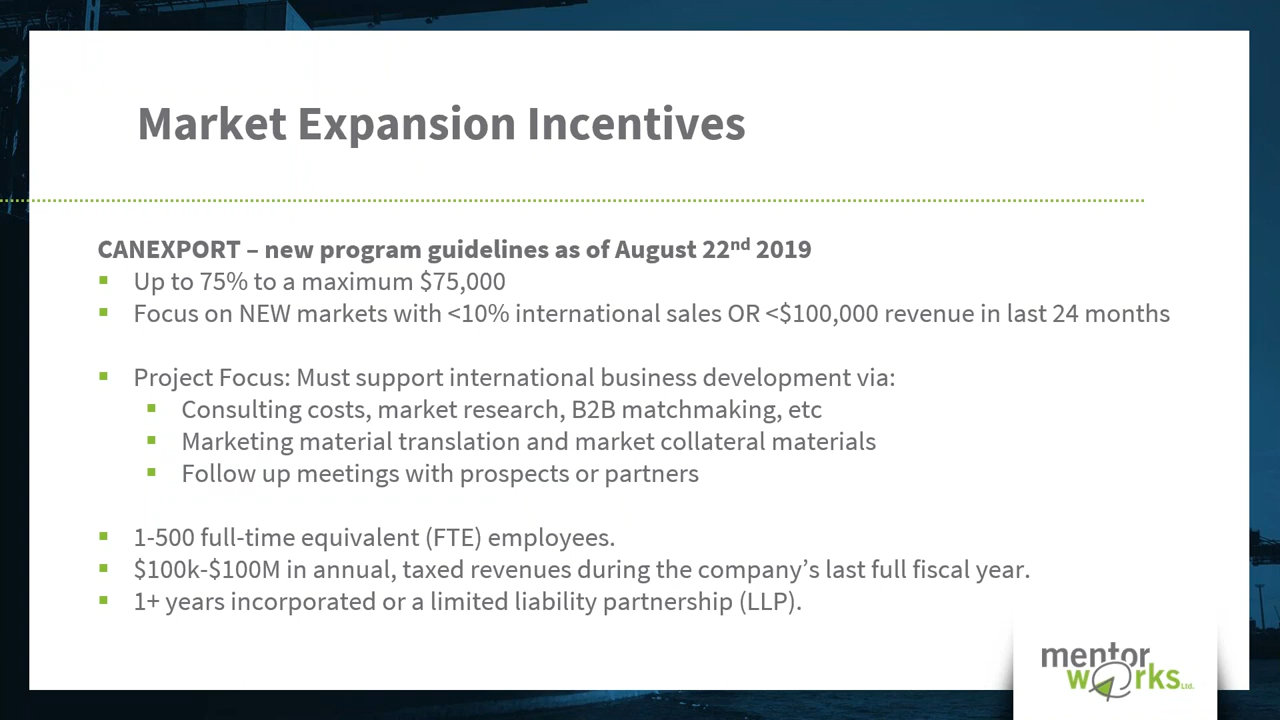 Market Expansion Incentives
CANEXPORT – new program guidelines as of August 22nd 2019
▪ Up to 75% to a maximum $75,000
▪ Focus on NEW markets with <10% international sales OR <$100,000 revenue in last 24 months
▪ Project Focus: Must support international business development via:
▪ Consulting costs, market research, B2B matchmaking, etc
▪ Marketing material translation and market collateral materials
▪ Follow up meetings with prospects or partners
▪ 1-500 full-time equivalent (FTE) employees.
▪ $100k-$100M in annual, taxed revenues during the company’s last full fiscal year.
▪ 1+ years incorporated or a limited liability partnership (LLP).
mentor
works Ltd.